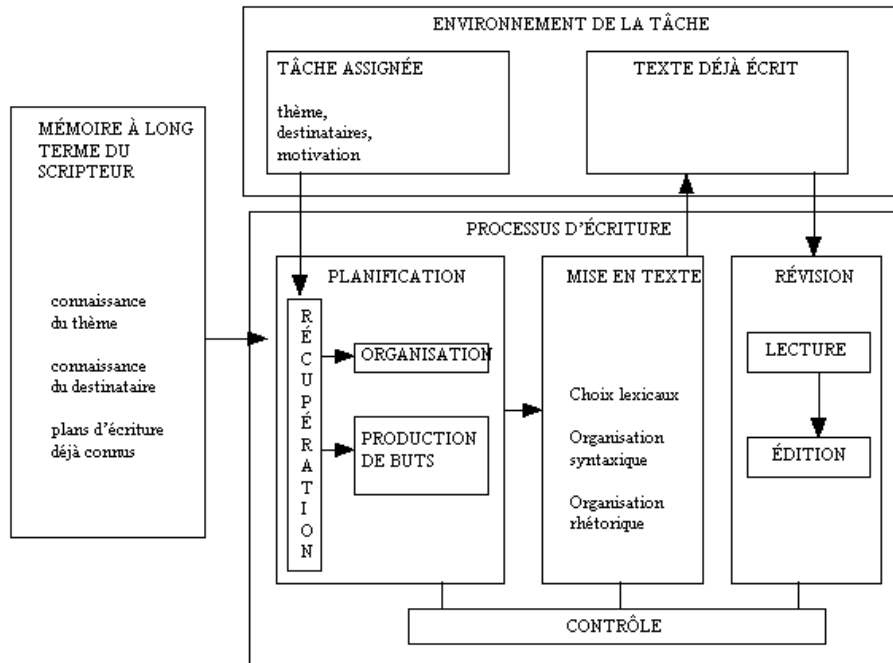 ENVIRONNEMENT DE LA TÂCHE
TÂCHE ASSIGNÉE
thème,
destinataires,
motivation
TEXTE DÉJÀ ÉCRIT
MÉMOIRE À LONG
TERME DU
SCRIPTEUR
connaissance
du thème
connaissance
du destinataire
plans d'écriture
déjà connus
PROCESSUS D'ÉCRITURE
PLANIFICATION
RÉCUPÉRATION
ORGANISATION
PRODUCTION
DE BUTS
MISE EN TEXTE
Choix lexicaux
Organisation
syntaxique
Organisation
rhétorique
RÉVISION
LECTURE
ÉDITION
CONTRÔLE